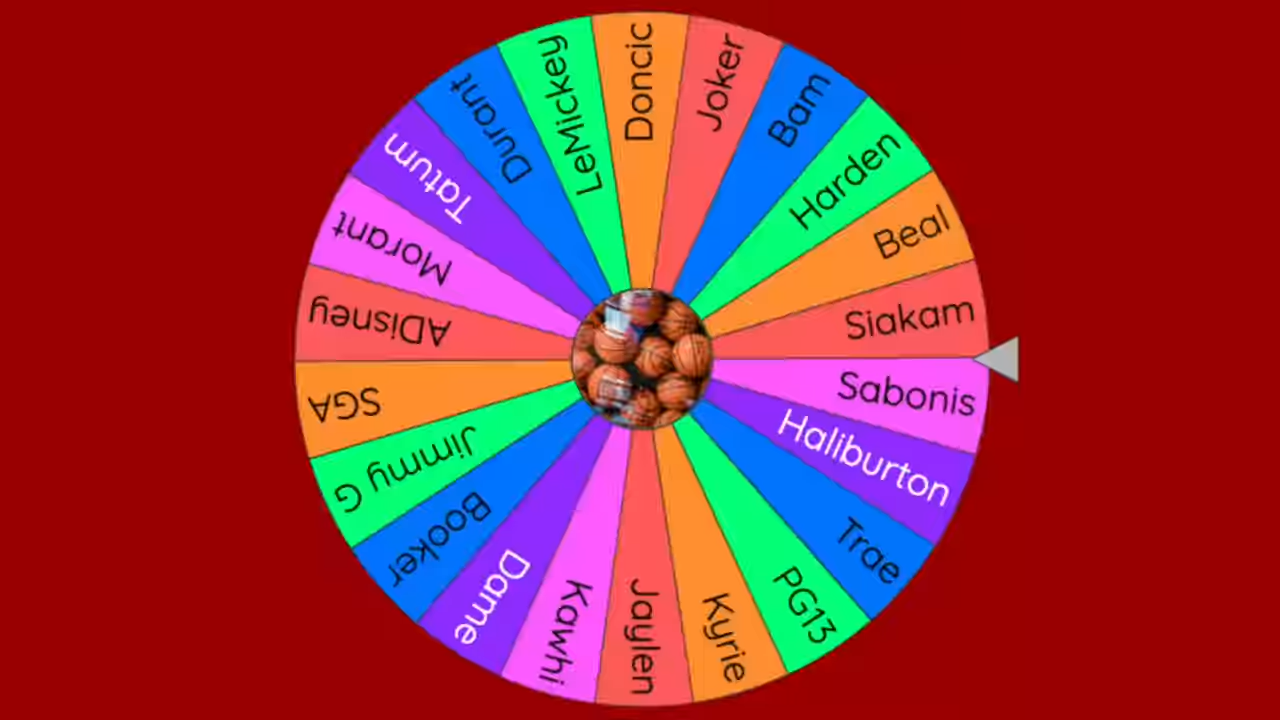 Doncic
Joker
Bam
Harden
Beal
Siakam
Sabonis
Haliburton
Trae
PG13
Kyrie
Jaylen
Kawhi
Dame
Booker
Jimmy G
SGA
ADisney
Morant
Tatum
Durant
LeMickey